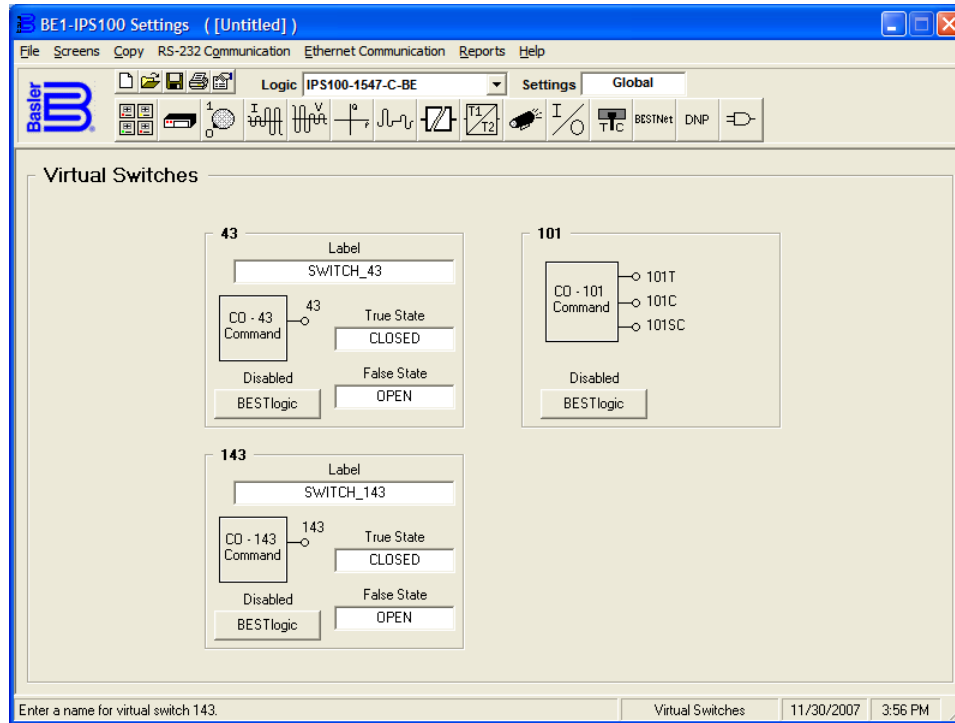 BE1-IPS100 Settings ( [Untitled] )
File Screens Copy RS-232 Communication Ethernet Communication Reports Help
Basler
Logic IPS100-1547-C-BE Settings Global
1 0 I V T1 T2 I O T C BESTNet DNP
Virtual Switches
43
Label
SWITCH_43
CO - 43
Command
43
True State
CLOSED
False State
OPEN
Disabled
BESTlogic
101
CO - 101
Command
101T
101C
101SC
Disabled
BESTlogic
143
Label
SWITCH_143
CO - 143
Command
143
True State
CLOSED
False State
OPEN
Disabled
BESTlogic
Enter a name for virtual switch 143. Virtual Switches 11/30/2007 3:56 PM